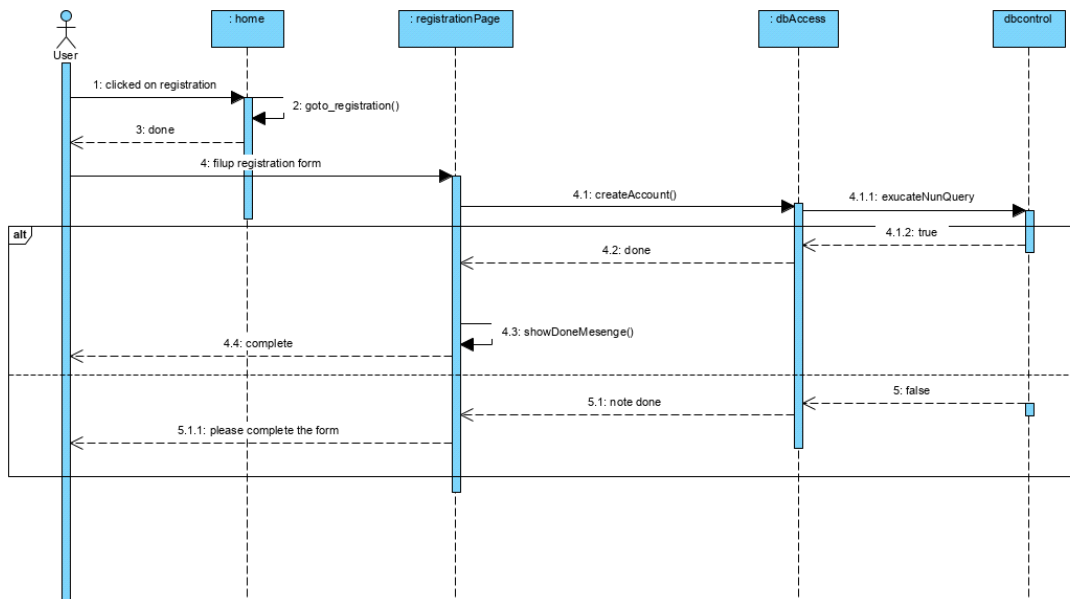 : home
: registrationPage
: dbAccess
dbcontrol
User
1: clicked on registration
2: goto_registration()
3: done
4: filup registration form
4.1: createAccount()
4.1.1: exucateNunQuery
alt
4.1.2: true
4.2: done
4.3: showDoneMesenge()
4.4: complete
5: false
5.1: note done
5.1.1: please complete the form